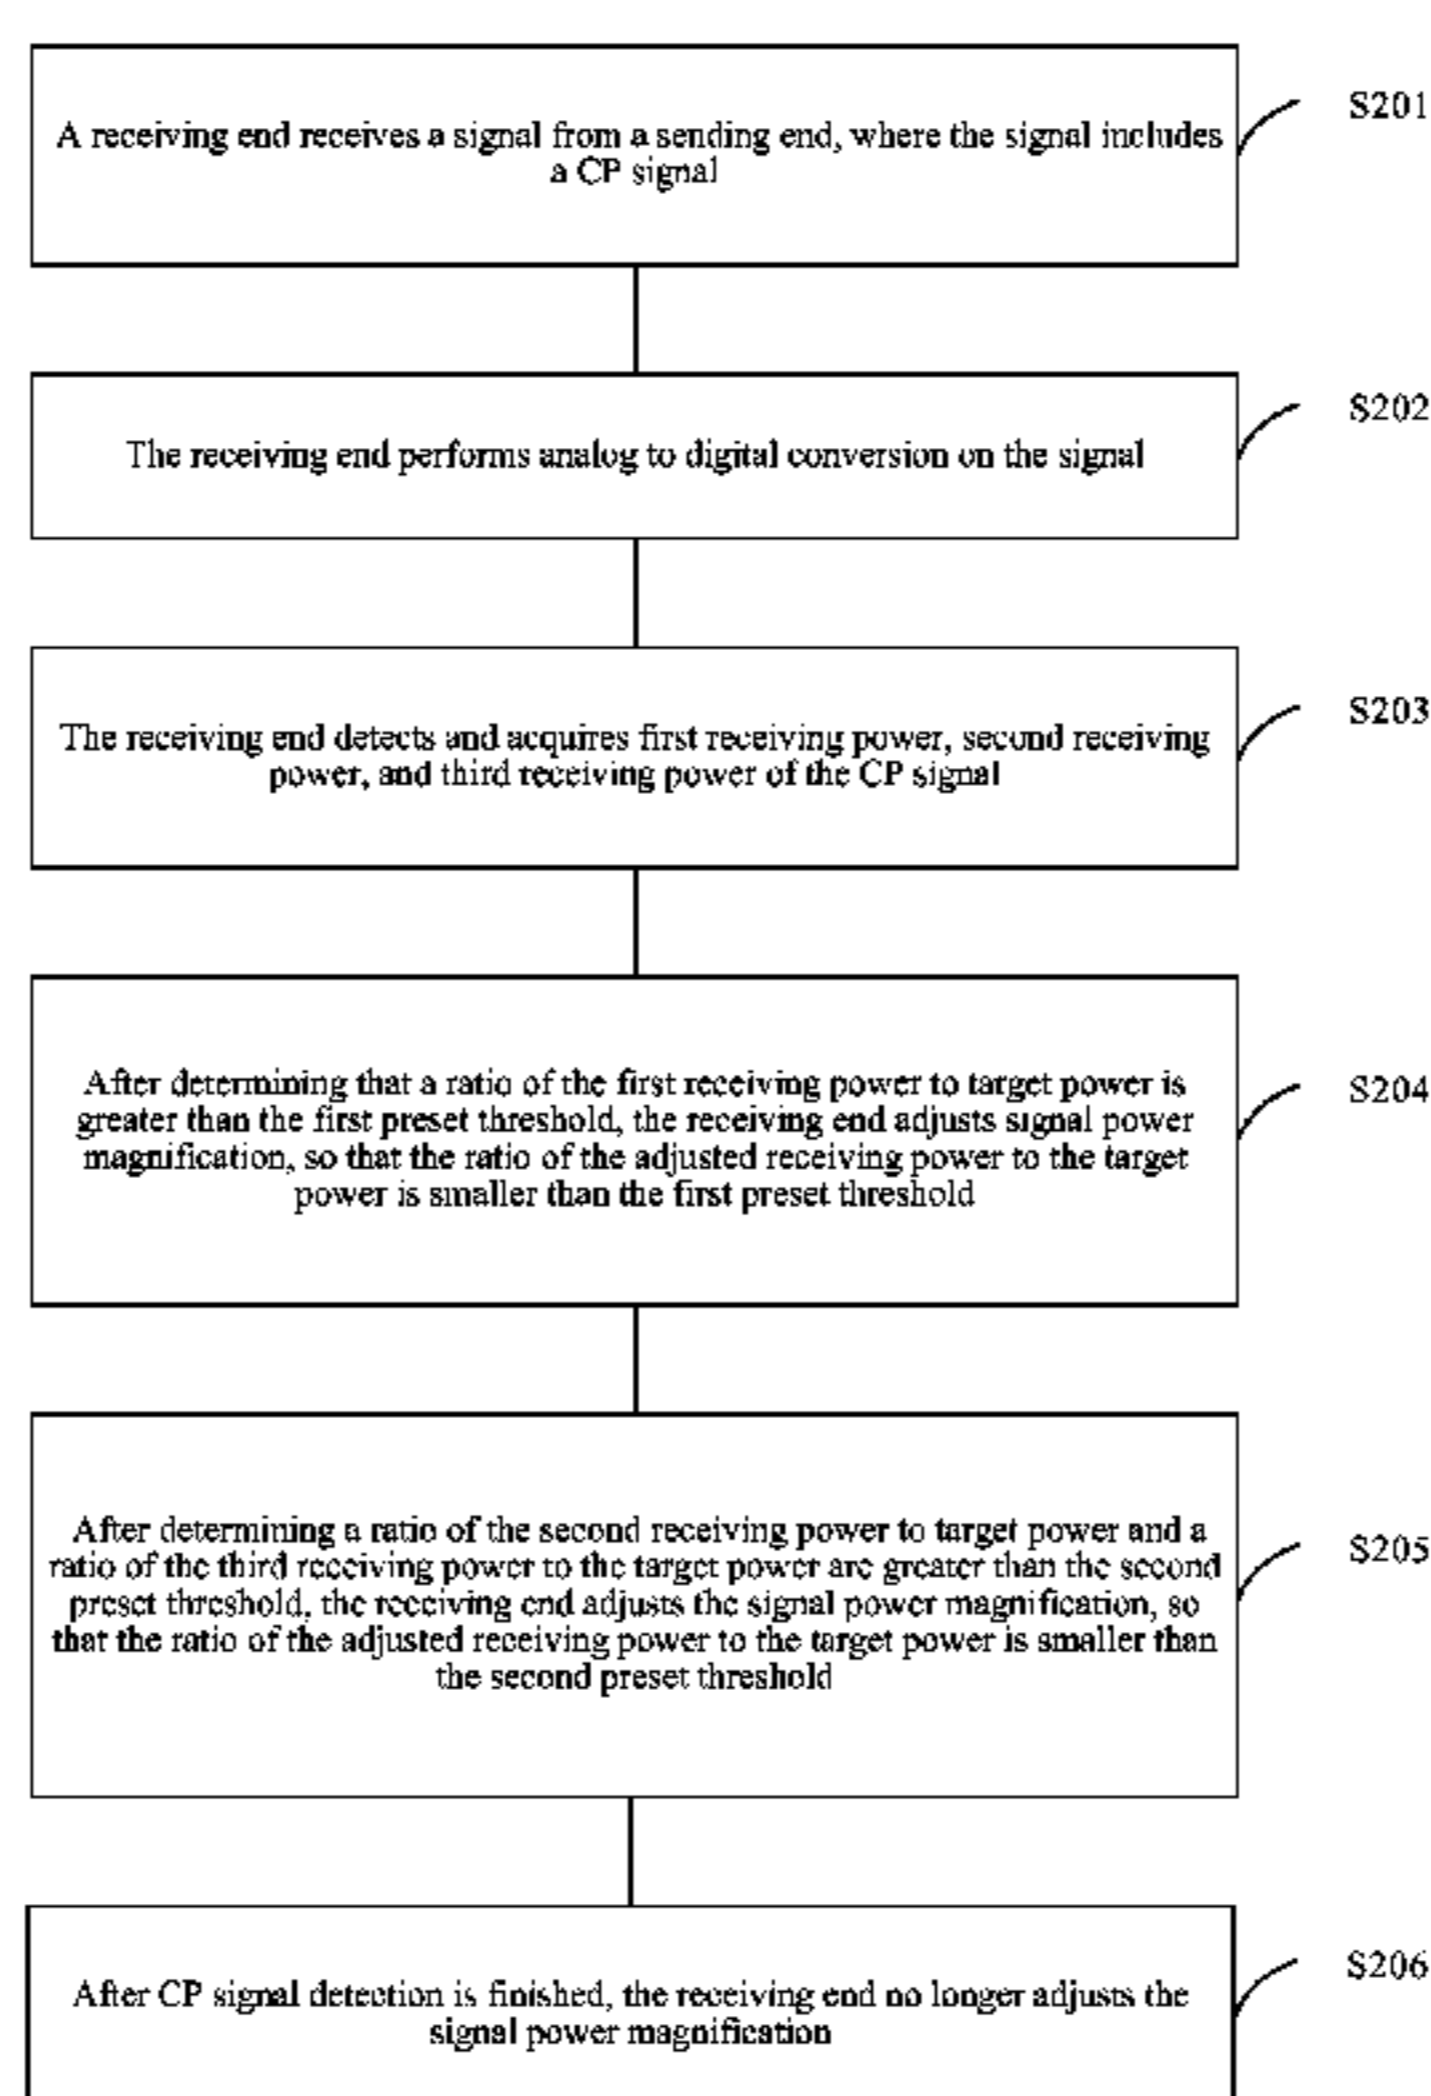 A receiving end receives a signal from a sending end, where the signal includes
a CP signal
S201
The receiving end performs analog to digital conversion on the signal
S202
The receiving end detects and acquires first receiving power, second receiving
power, and third receiving power of the CP signal
S203
After determining that a ratio of the first receiving power to target power is
greater than the first preset threshold, the receiving end adjusts signal power
magnification, so that the ratio of the adjusted receiving power to the target
power is smaller than the first preset threshold
S204
After determining a ratio of the second receiving power to target power and a
ratio of the third receiving power to the target power are greater than the second
preset threshold, the receiving end adjusts the signal power magnification, so
that the ratio of the adjusted receiving power to the target power is smaller than
the second preset threshold
S205
After CP signal detection is finished, the receiving end no longer adjusts the
signal power magnification
S206